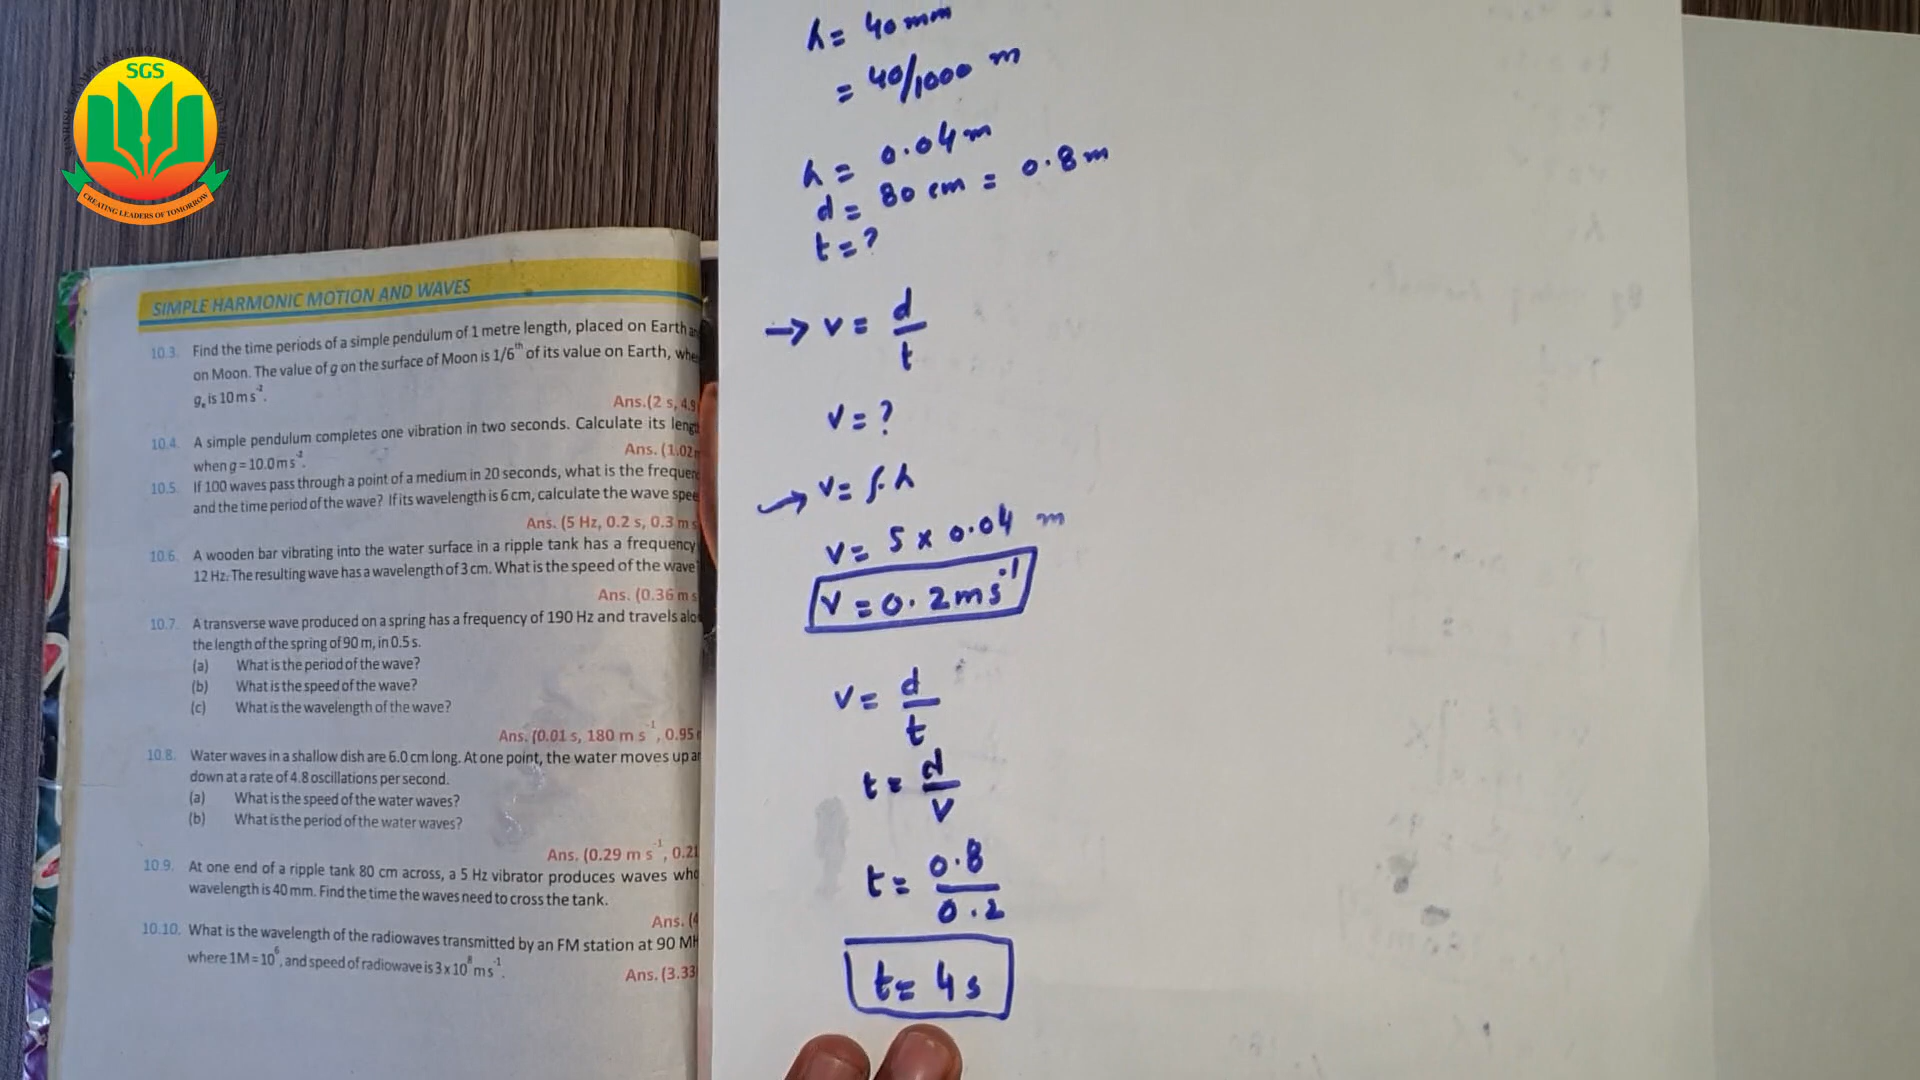 SGS
CREATING LEADERS OF TOMORROW
SIMPLE HARMONIC MOTION AND WAVES
10.3. Find the time periods of a simple pendulum of 1 metre length, placed on Earth
on Moon. The value of g on the surface of Moon is 1/6th of its value on Earth,
gₑ is 10 m s⁻².
Ans.(2 s, 4.9
10.4. A simple pendulum completes one vibration in two seconds. Calculate its
when g = 10.0 m s⁻².
Ans. (1.02
10.5. If 100 waves pass through a point of a medium in 20 seconds, what is the
and the time period of the wave? If its wavelength is 6 cm, calculate the wave
Ans. (5 Hz, 0.2 s, 0.3 m s
10.6. A wooden bar vibrating into the water surface in a ripple tank has a frequency
12 Hz. The resulting wave has a wavelength of 3 cm. What is the speed of the wave
Ans. (0.36 m s
10.7. A transverse wave produced on a spring has a frequency of 190 Hz and travels
the length of the spring of 90 m, in 0.5 s.
(a) What is the period of the wave?
(b) What is the speed of the wave?
(c) What is the wavelength of the wave?
Ans. (0.01 s, 180 m s⁻¹, 0.95
10.8. Water waves in a shallow dish are 6.0 cm long. At one point, the water moves up
down at a rate of 4.8 oscillations per second.
(a) What is the speed of the water waves?
(b) What is the period of the water waves?
Ans. (0.29 m s⁻¹, 0.21
10.9. At one end of a ripple tank 80 cm across, a 5 Hz vibrator produces waves
wavelength is 40 mm. Find the time the waves need to cross the tank.
Ans. (4
10.10. What is the wavelength of the radiowaves transmitted by an FM station at 90
where 1M = 10⁶, and speed of radiowave is 3 x 10⁸ m s⁻¹.
Ans. (3.33
λ = 40 mm
= 40/1000 m
λ = 0.04 m
d = 80 cm = 0.8 m
t = ?
→ v = d/t
v = ?
→ v = f.λ
v = 5 x 0.04 m
v = 0.2 m s⁻¹
v = d/t
t = d/v
t = 0.8/0.2
t = 4 s